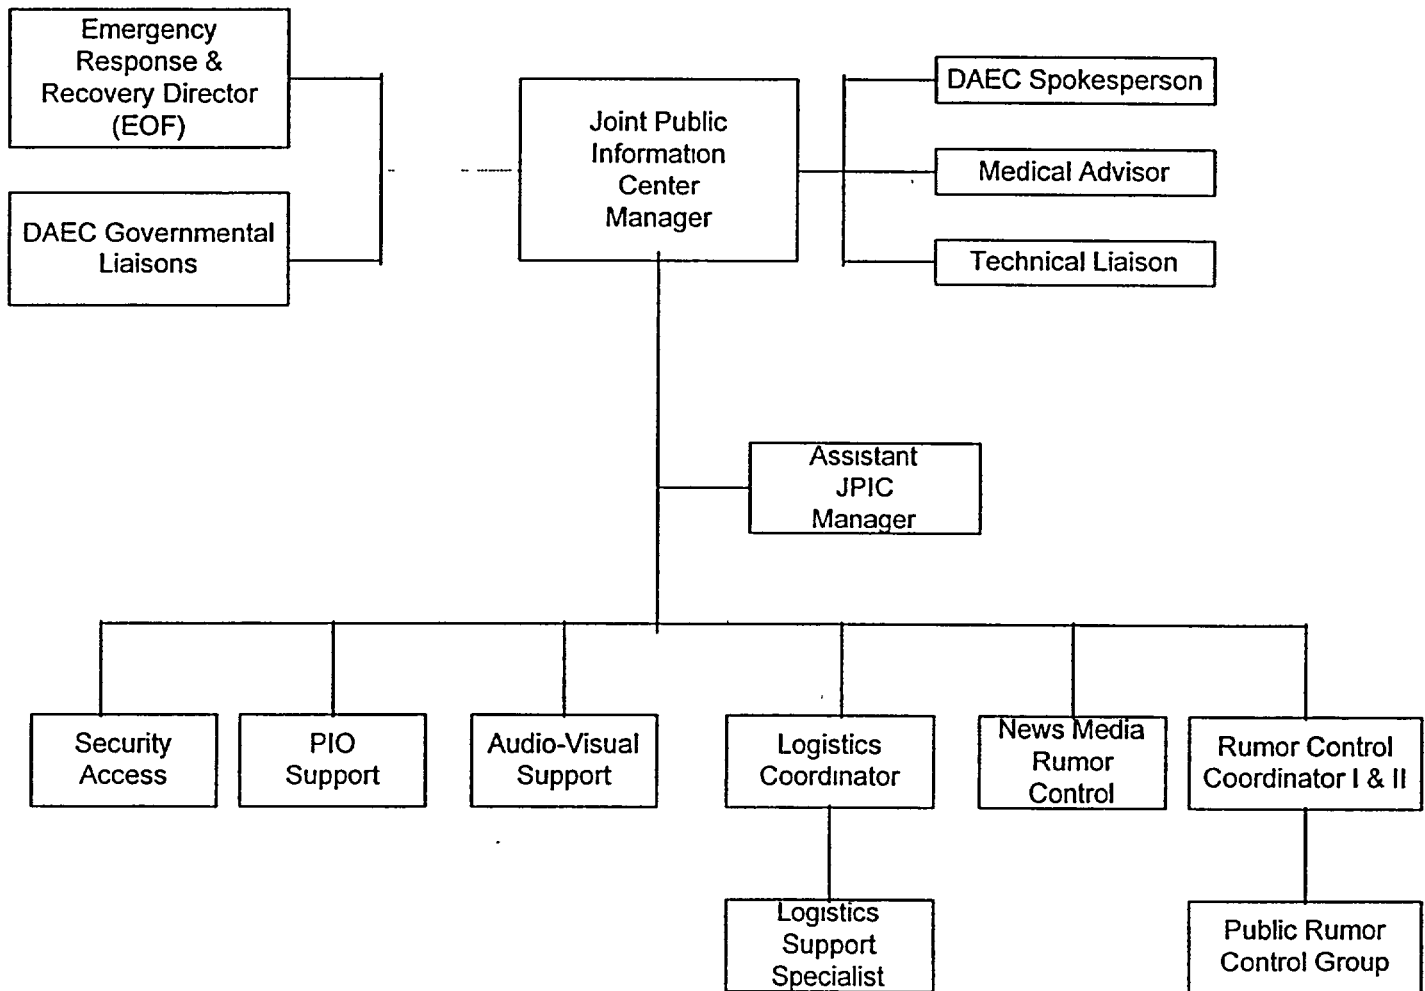 Emergency
Response &
Recovery Director
(EOF)
DAEC Governmental
Liaisons
Joint Public
Information
Center
Manager
DAEC Spokesperson
Medical Advisor
Technical Liaison
Assistant
JPIC
Manager
Security
Access
PIO
Support
Audio-Visual
Support
Logistics
Coordinator
News Media
Rumor
Control
Rumor Control
Coordinator I & II
Logistics
Support
Specialist
Public Rumor
Control Group